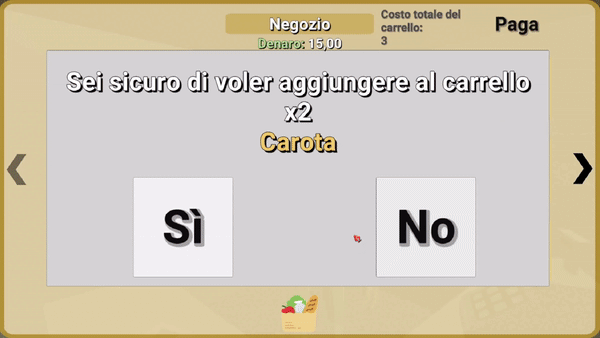 Negozio
Denaro: 15,00
Costo totale del
carrello:
3
Paga
Sei sicuro di voler aggiungere al carrello
x2
Carota
Sì
No